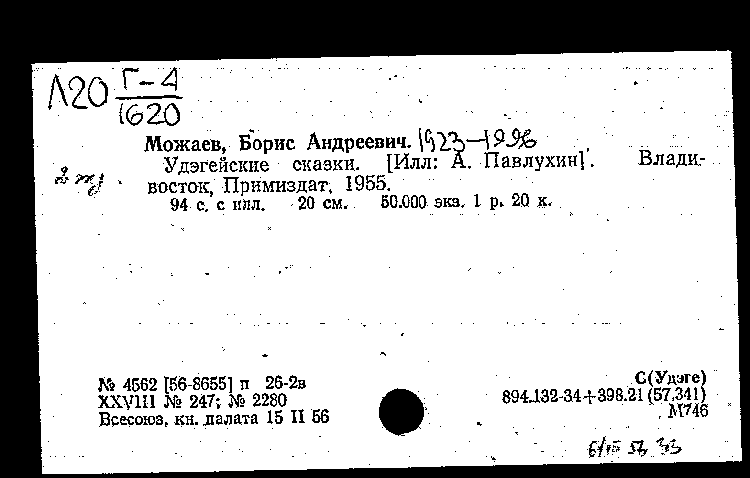 Л20 Г-4
1620
Можаев, Борис Андреевич. 1923-1996
Удэгейские сказки. [Илл: А. Павлухин]. Влади-
восток, Примиздат, 1955.
94 с. с илл. 20 см. 50.000 экз. 1 р. 20 к.
№ 4562 [56-8655] п 26-2в
XXVIII № 247; № 2280
Всесоюз. кн. палата 15 II 56
С(Удэге)
894.132-34+398.21(57.341)
М746